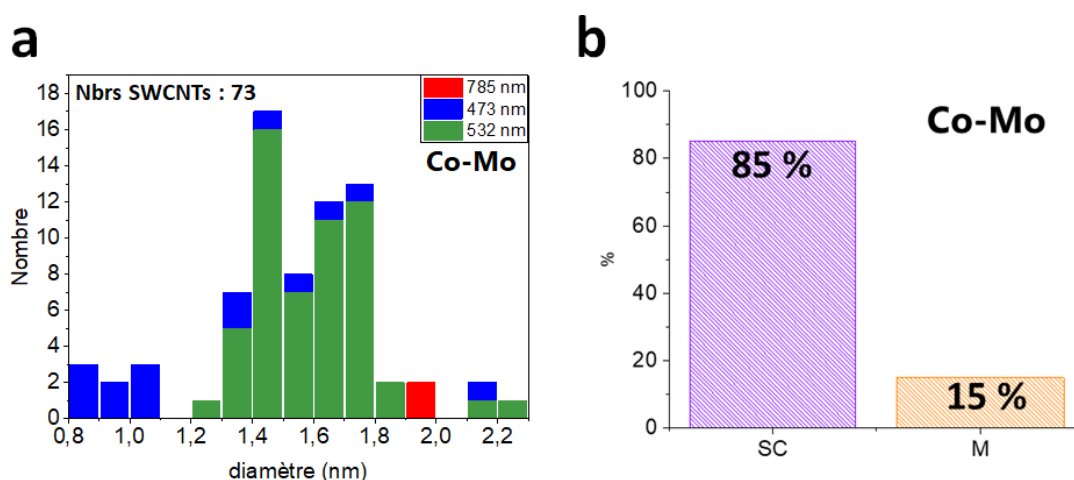 a
Nbrs SWCNTs : 73
785 nm
473 nm
532 nm
Co-Mo
Nombre
18
16
14
12
10
8
6
4
2
0
0,8 1,0 1,2 1,4 1,6 1,8 2,0 2,2
diamètre (nm)
b
Co-Mo
%
100
80
60
40
20
0
85 %
15 %
SC M